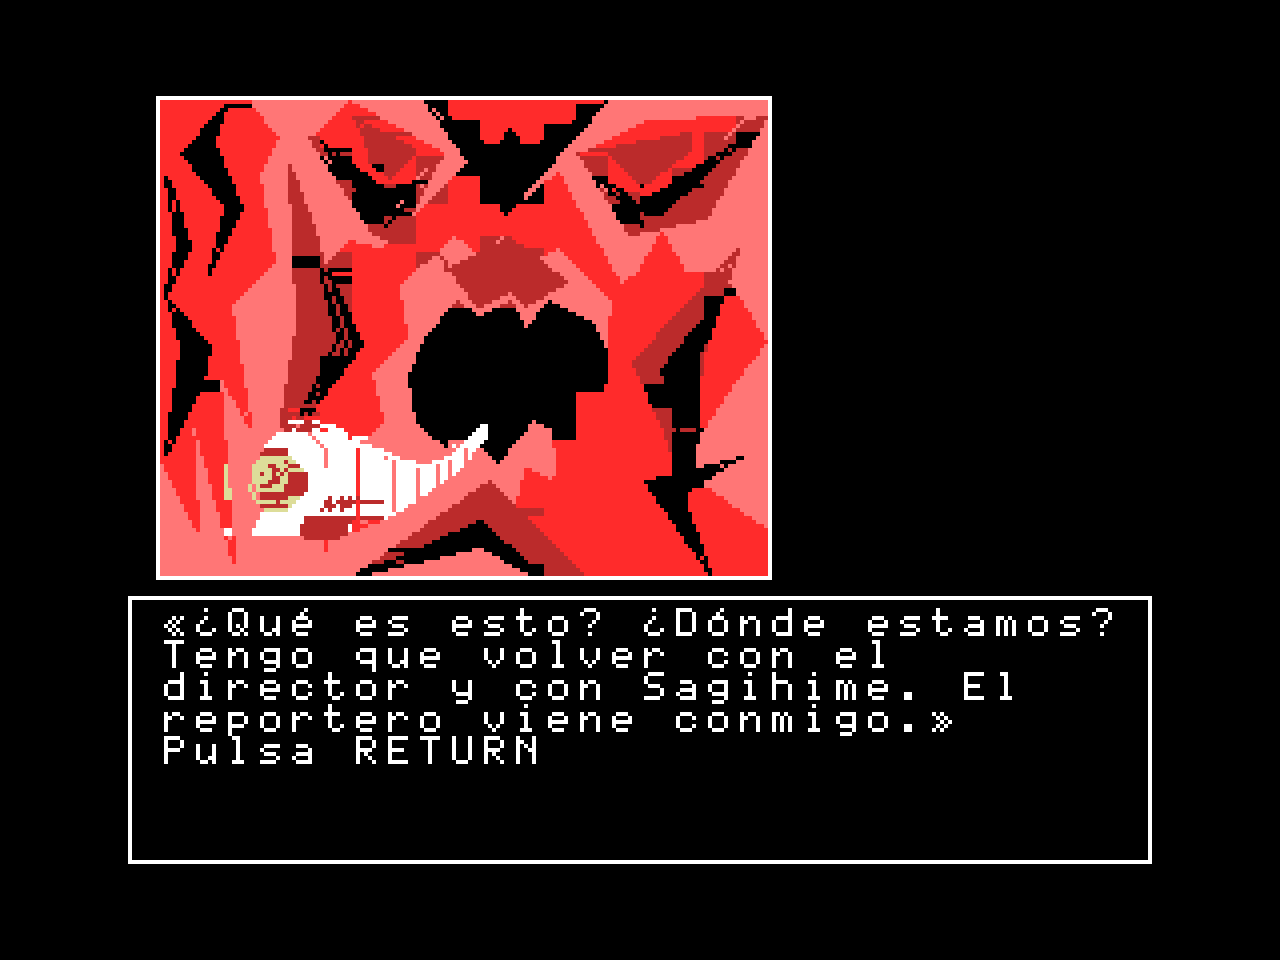 «¿Qué es esto? ¿Dónde estamos?
Tengo que volver con el
director y con Sagihime. El
reportero viene conmigo.»
Pulsa RETURN